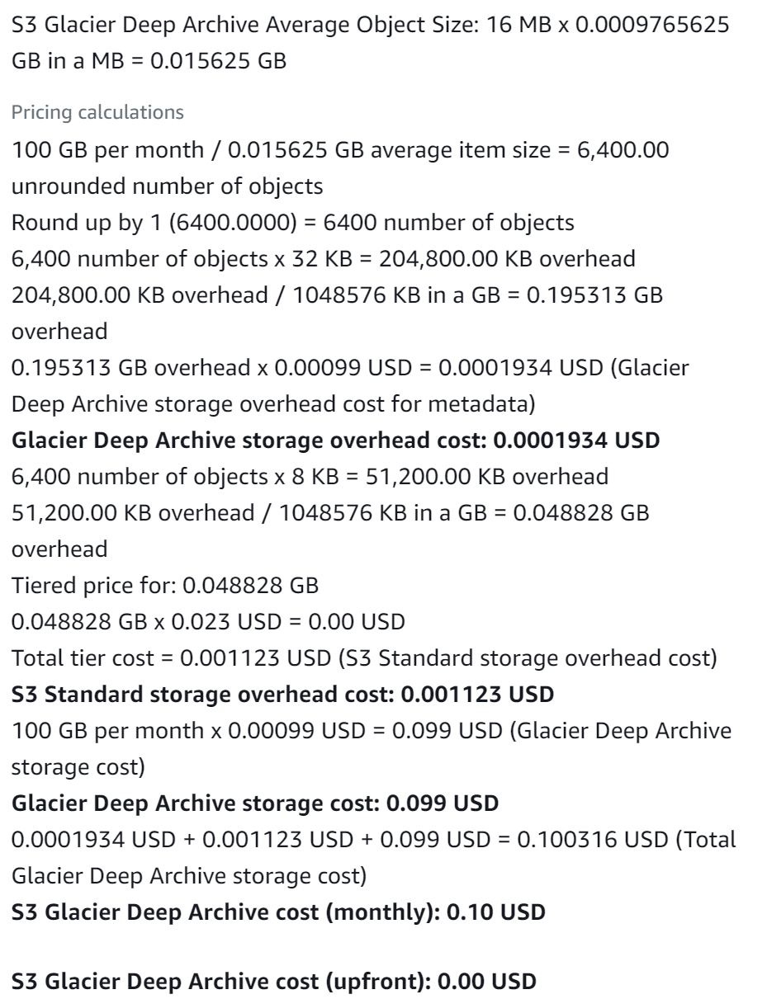 S3 Glacier Deep Archive Average Object Size: 16 MB x 0.0009765625
GB in a MB = 0.015625 GB
Pricing calculations
100 GB per month / 0.015625 GB average item size = 6,400.00
unrounded number of objects
Round up by 1 (6400.0000) = 6400 number of objects
6,400 number of objects x 32 KB = 204,800.00 KB overhead
204,800.00 KB overhead / 1048576 KB in a GB = 0.195313 GB
overhead
0.195313 GB overhead x 0.00099 USD = 0.0001934 USD (Glacier
Deep Archive storage overhead cost for metadata)
Glacier Deep Archive storage overhead cost: 0.0001934 USD
6,400 number of objects x 8 KB = 51,200.00 KB overhead
51,200.00 KB overhead / 1048576 KB in a GB = 0.048828 GB
overhead
Tiered price for: 0.048828 GB
0.048828 GB x 0.023 USD = 0.00 USD
Total tier cost = 0.001123 USD (S3 Standard storage overhead cost)
S3 Standard storage overhead cost: 0.001123 USD
100 GB per month x 0.00099 USD = 0.099 USD (Glacier Deep Archive
storage cost)
Glacier Deep Archive storage cost: 0.099 USD
0.0001934 USD + 0.001123 USD + 0.099 USD = 0.100316 USD (Total
Glacier Deep Archive storage cost)
S3 Glacier Deep Archive cost (monthly): 0.10 USD
S3 Glacier Deep Archive cost (upfront): 0.00 USD